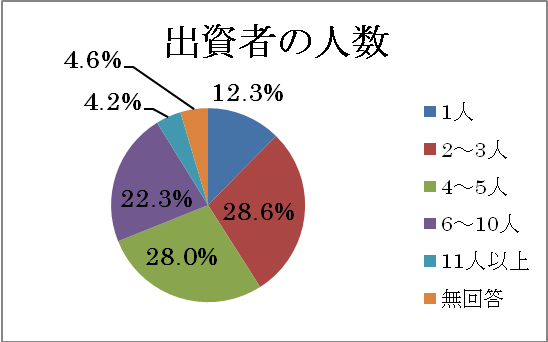 出資者の人数
4.6%
12.3%
4.2%
22.3%
28.6%
28.0%
1人
2～3人
4～5人
6～10人
11人以上
無回答